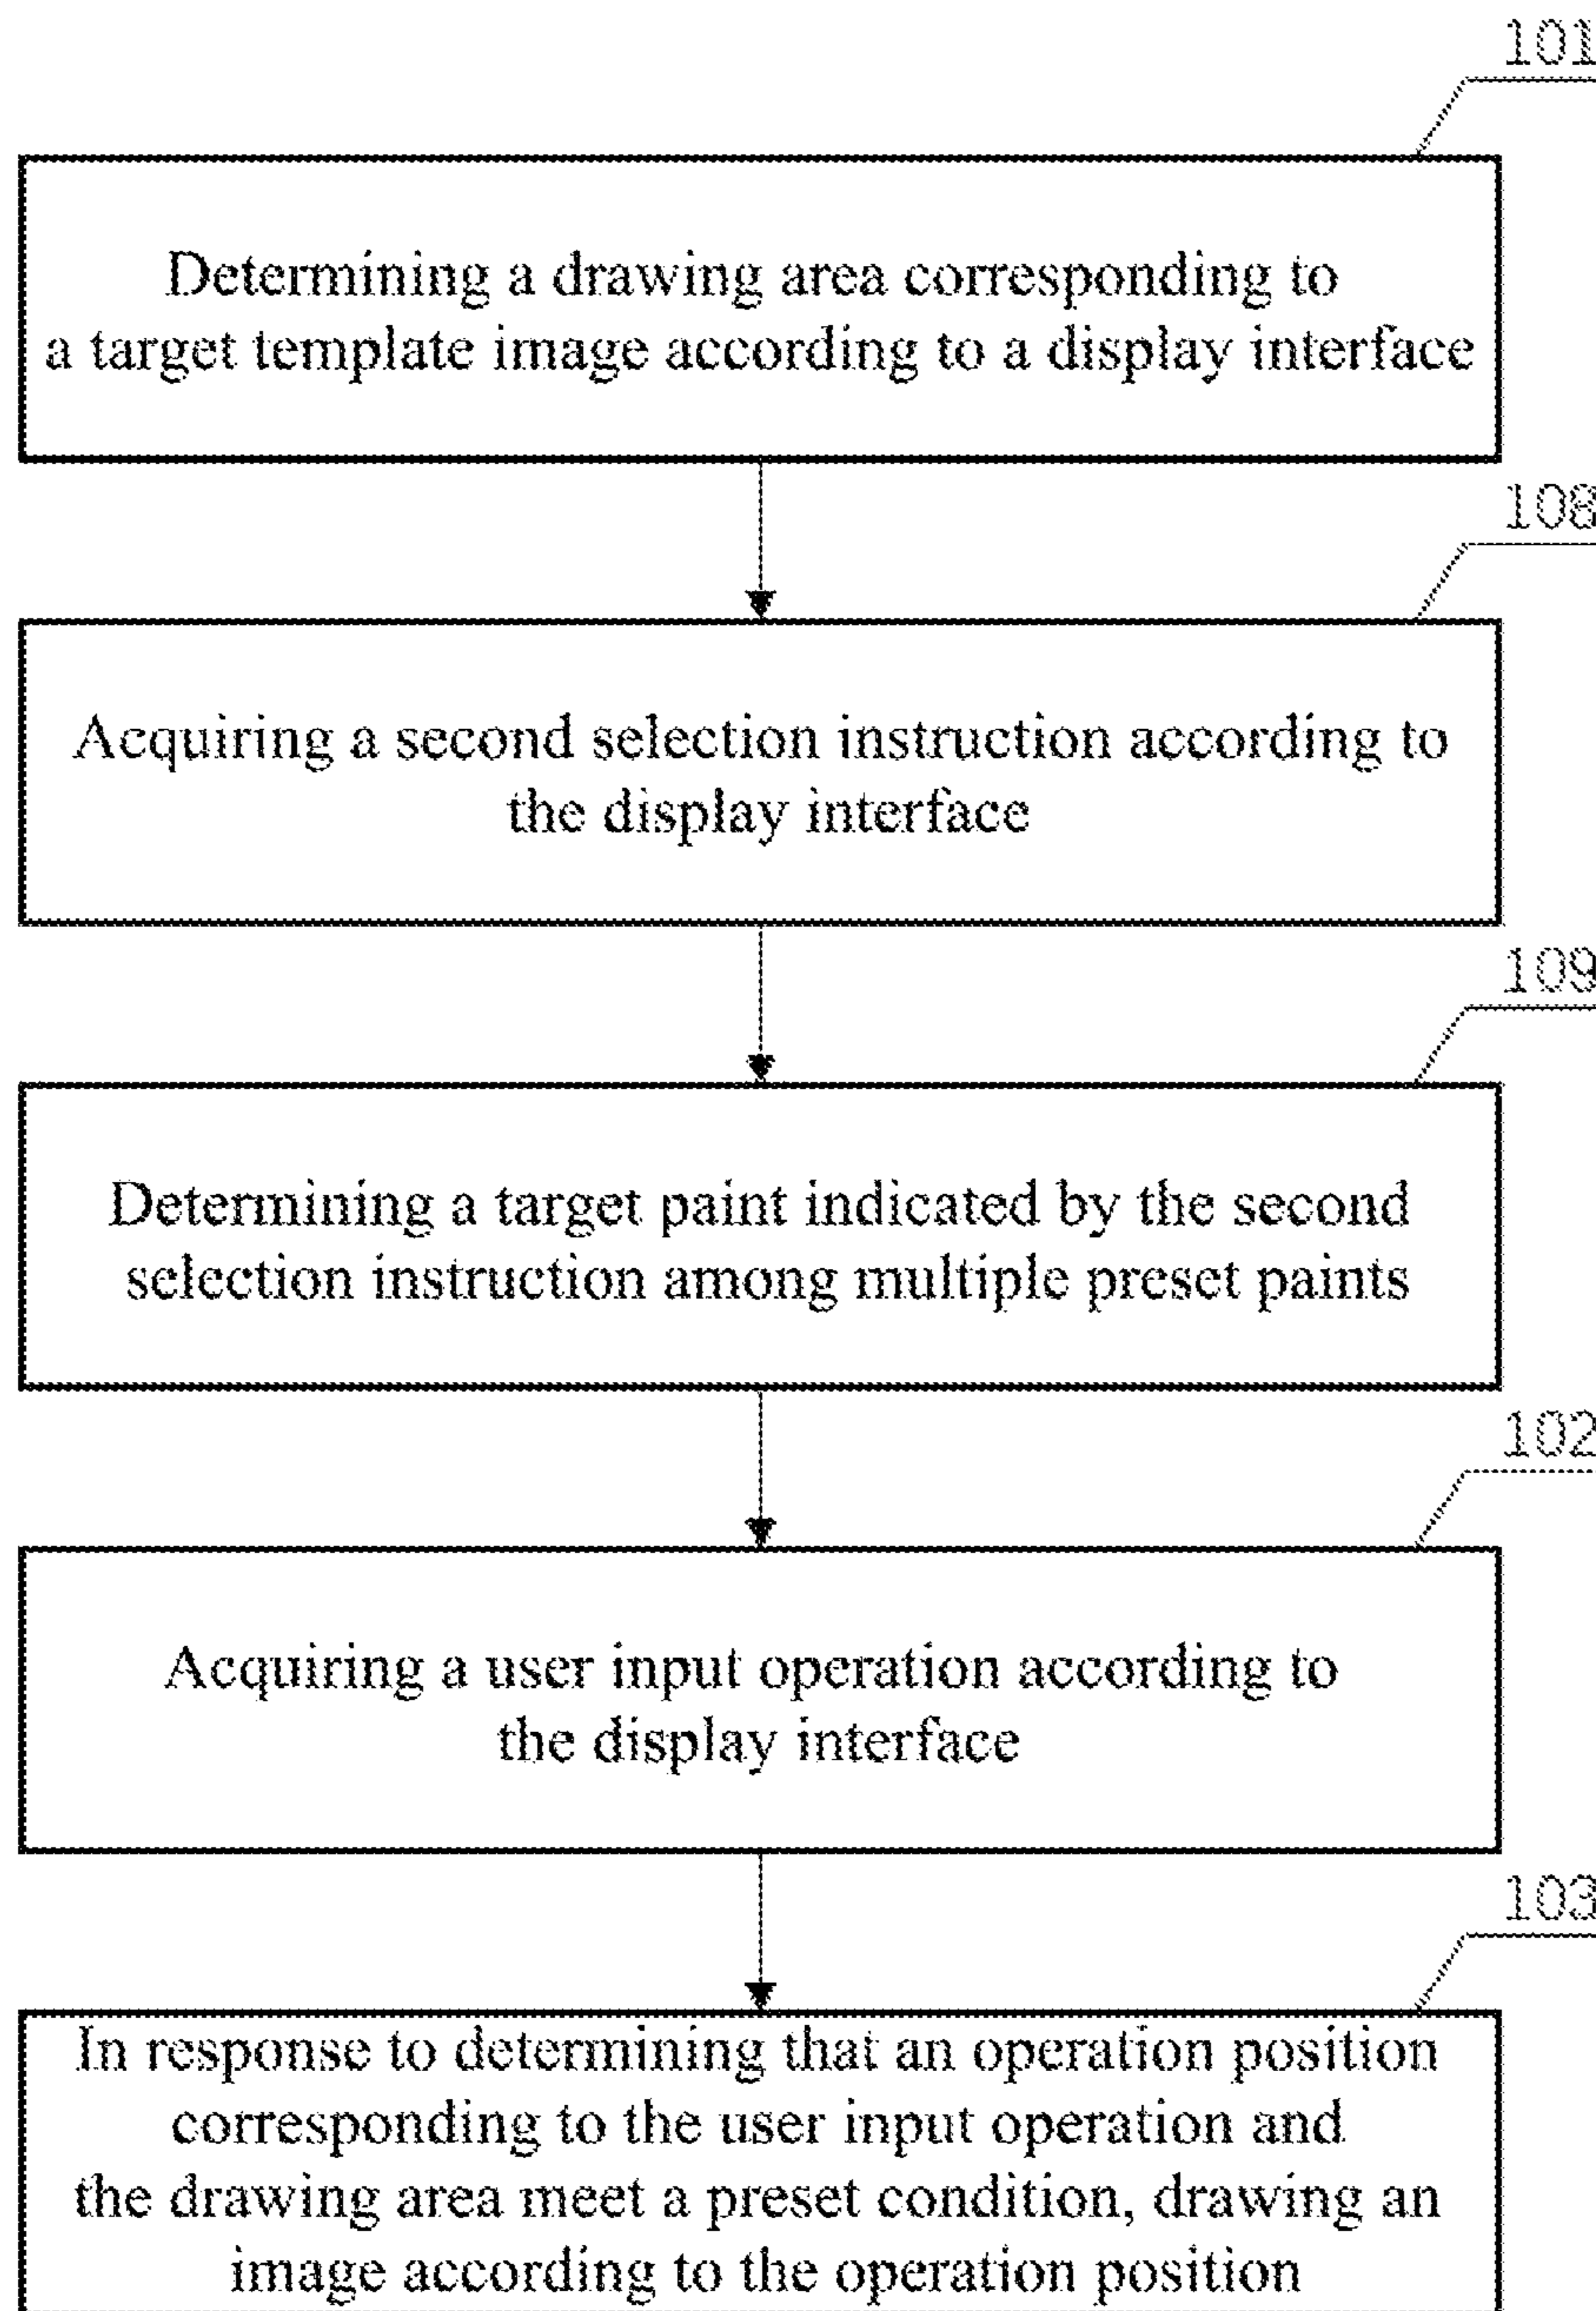 101
Determining a drawing area corresponding to
a target template image according to a display interface
108
Acquiring a second selection instruction according to
the display interface
109
Determining a target paint indicated by the second
selection instruction among multiple preset paints
102
Acquiring a user input operation according to
the display interface
103
In response to determining that an operation position
corresponding to the user input operation and
the drawing area meet a preset condition, drawing an
image according to the operation position